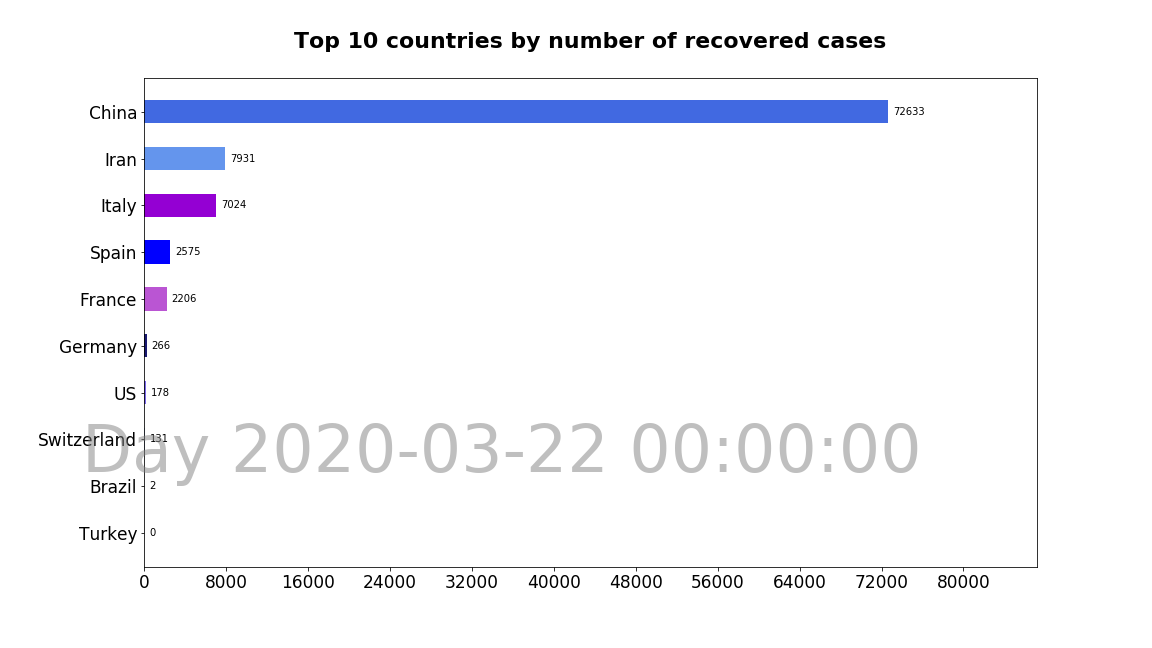 Top 10 countries by number of recovered cases
China 72633
Iran 7931
Italy 7024
Spain 2575
France 2206
Germany 266
US 178
Switzerland 131
Day 2020-03-22 00:00:00
Brazil 2
Turkey 0
0 8000 16000 24000 32000 40000 48000 56000 64000 72000 80000